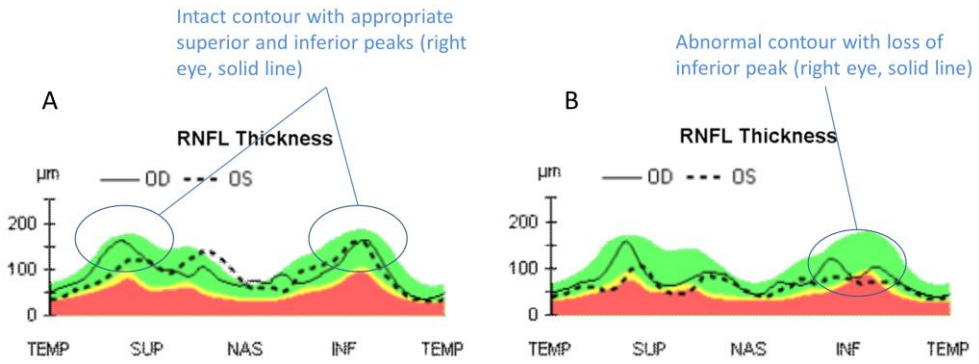 Intact contour with appropriate
superior and inferior peaks (right
eye, solid line)
Abnormal contour with loss of
inferior peak (right eye, solid line)
A
RNFL Thickness
µm
OD OS
200
100
0
TEMP SUP NAS INF TEMP
B
RNFL Thickness
µm
OD OS
200
100
0
TEMP SUP NAS INF TEMP